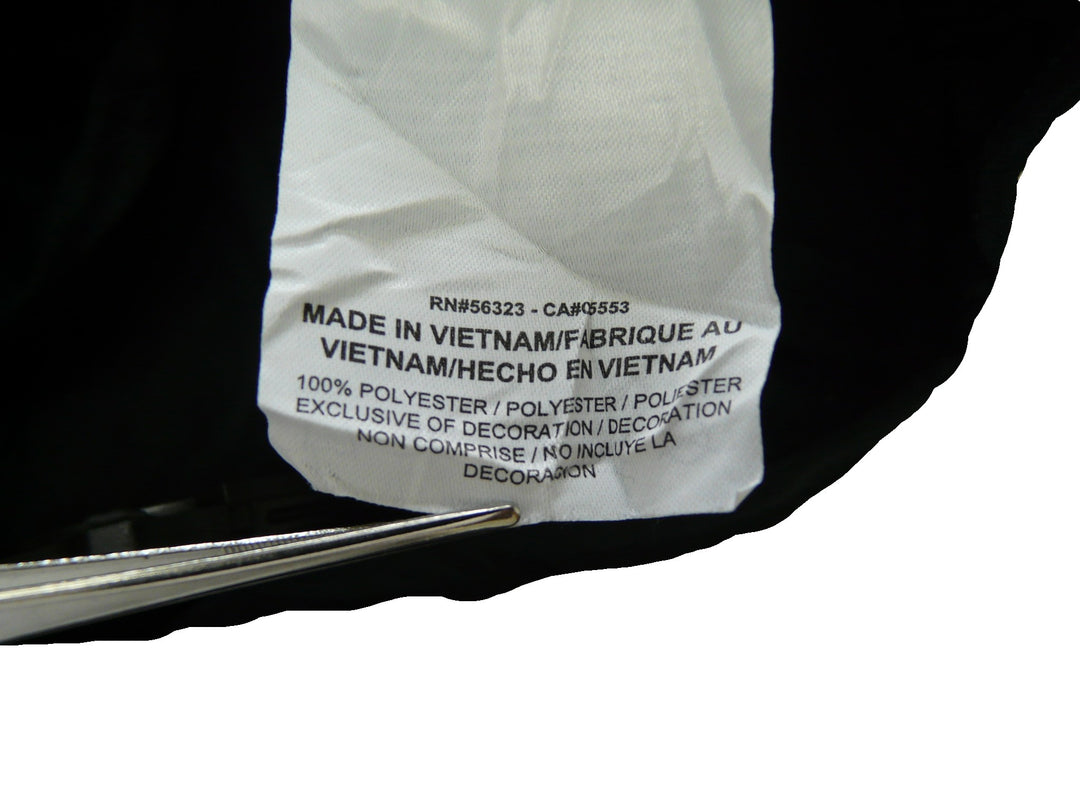 RN#56323 - CA#05553
MADE IN VIETNAM/FABRIQUE AU
VIETNAM/HECHO EN VIETNAM
100% POLYESTER / POLYESTER / POLIESTER
EXCLUSIVE OF DECORATION / DECORATION
NON COMPRISE / NO INCLUYE LA
DECORACION